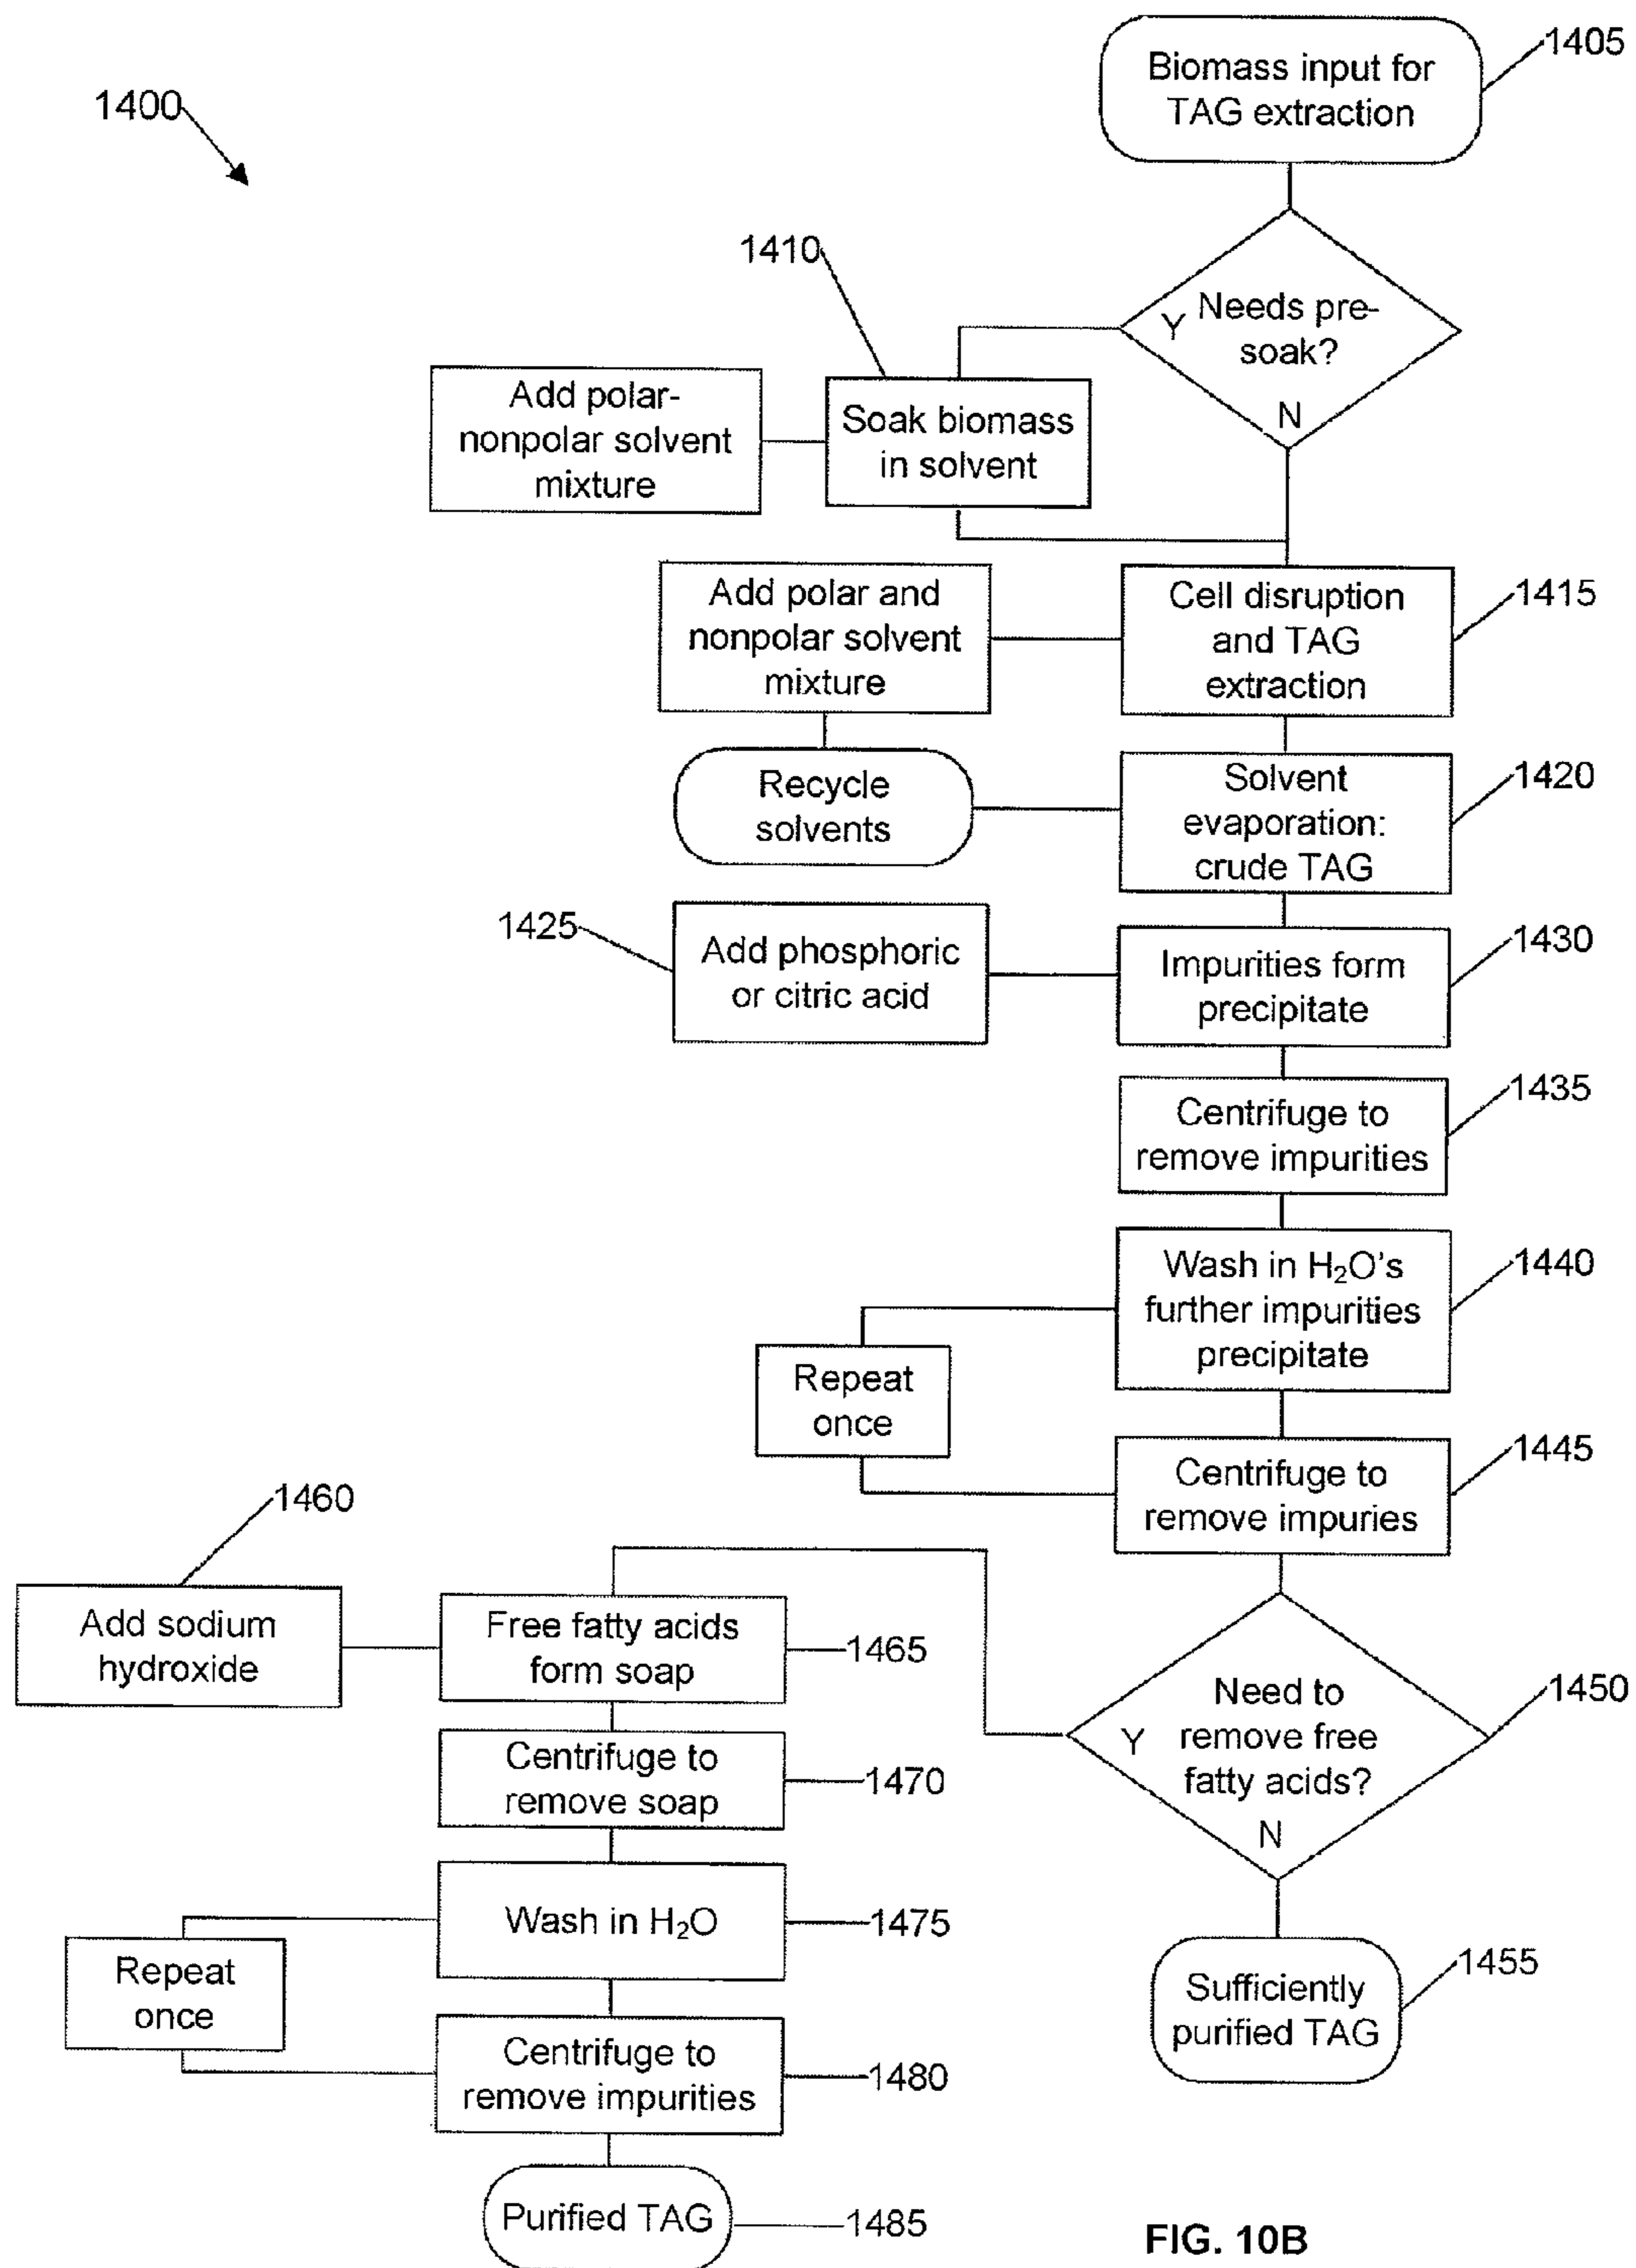 1405
Biomass input for
TAG extraction
1400
1410
Y
Needs pre-
soak?
N
Add polar-
nonpolar solvent
mixture
Soak biomass
in solvent
Add polar and
nonpolar solvent
mixture
Cell disruption
and TAG
extraction
1415
Recycle
solvents
Solvent
evaporation:
crude TAG
1420
1425
Add phosphoric
or citric acid
Impurities form
precipitate
1430
Centrifuge to
remove impurities
1435
Wash in H₂O's
further impurities
precipitate
1440
Repeat
once
Centrifuge to
remove impuries
1445
1460
Add sodium
hydroxide
Free fatty acids
form soap
1465
Y
Need to
remove free
fatty acids?
N
1450
Centrifuge to
remove soap
1470
Wash in H₂O
1475
Repeat
once
Sufficiently
purified TAG
1455
Centrifuge to
remove impurities
1480
Purified TAG
1485
FIG. 10B